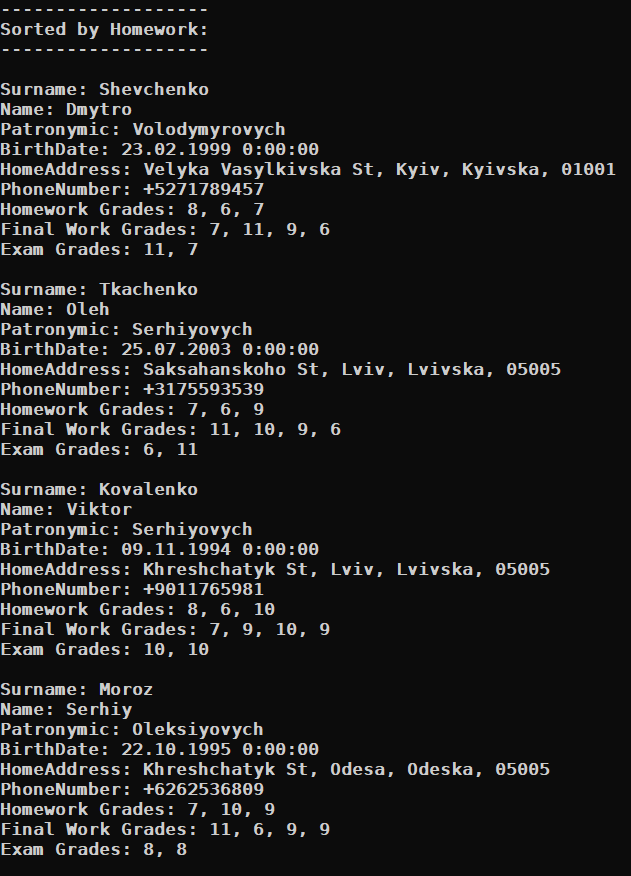 -------------------
Sorted by Homework:
-------------------
Surname: Shevchenko
Name: Dmytro
Patronymic: Volodymyrovych
BirthDate: 23.02.1999 0:00:00
HomeAddress: Velyka Vasylkivska St, Kyiv, Kyivska, 01001
PhoneNumber: +5271789457
Homework Grades: 8, 6, 7
Final Work Grades: 7, 11, 9, 6
Exam Grades: 11, 7
Surname: Tkachenko
Name: Oleh
Patronymic: Serhiyovych
BirthDate: 25.07.2003 0:00:00
HomeAddress: Saksahanskoho St, Lviv, Lvivska, 05005
PhoneNumber: +3175593539
Homework Grades: 7, 6, 9
Final Work Grades: 11, 10, 9, 6
Exam Grades: 6, 11
Surname: Kovalenko
Name: Viktor
Patronymic: Serhiyovych
BirthDate: 09.11.1994 0:00:00
HomeAddress: Khreshchatyk St, Lviv, Lvivska, 05005
PhoneNumber: +9011765981
Homework Grades: 8, 6, 10
Final Work Grades: 7, 9, 10, 9
Exam Grades: 10, 10
Surname: Moroz
Name: Serhiy
Patronymic: Oleksiyovych
BirthDate: 22.10.1995 0:00:00
HomeAddress: Khreshchatyk St, Odesa, Odeska, 05005
PhoneNumber: +6262536809
Homework Grades: 7, 10, 9
Final Work Grades: 11, 6, 9, 9
Exam Grades: 8, 8